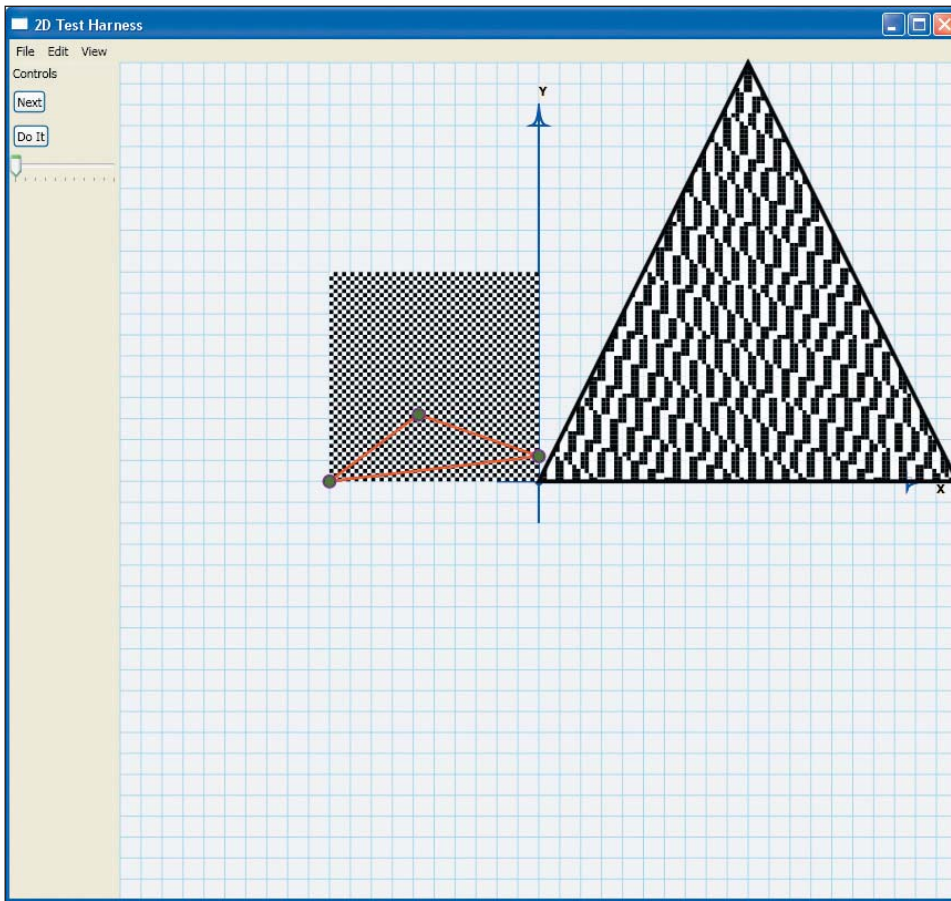 2D Test Harness
File Edit View
Controls
Next
Do It
Y
X